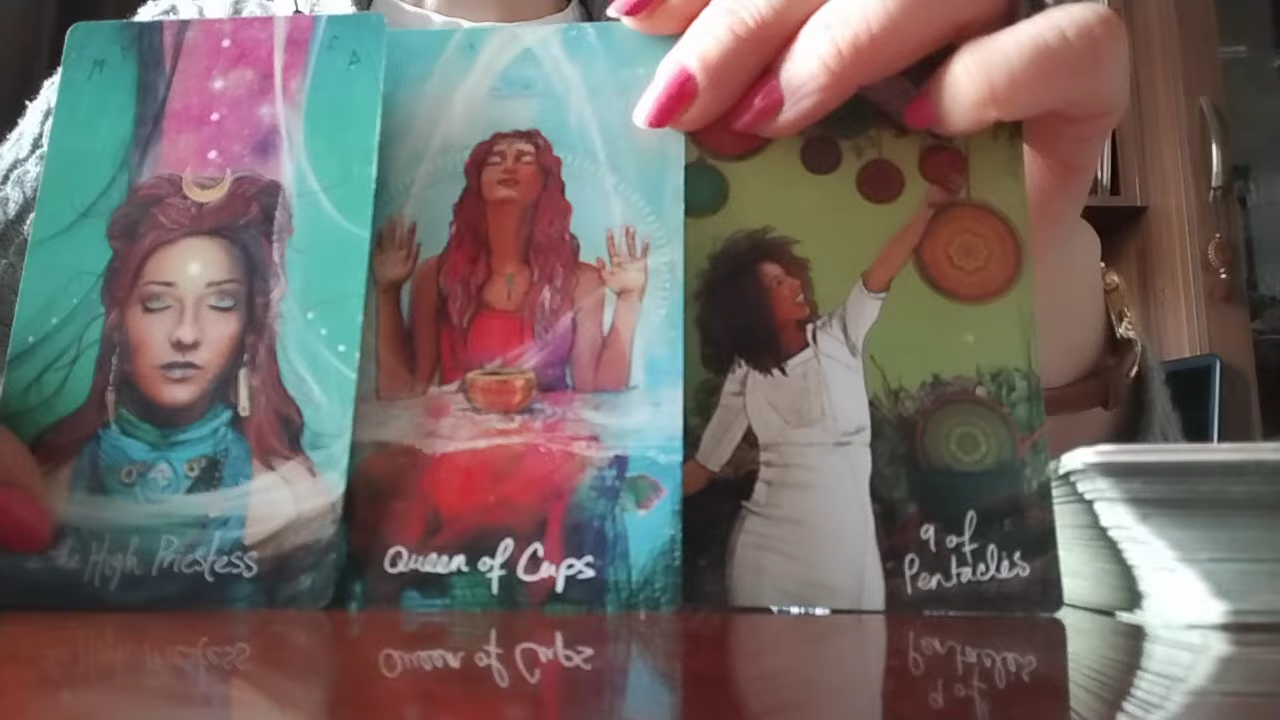 The High Priestess
Queen of Cups
9 of
Pentacles